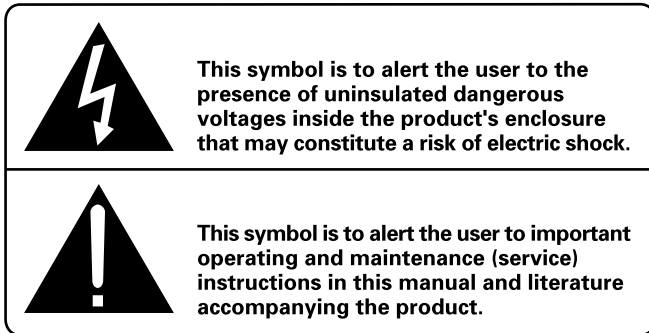 This symbol is to alert the user to the
presence of uninsulated dangerous
voltages inside the product's enclosure
that may constitute a risk of electric shock.
This symbol is to alert the user to important
operating and maintenance (service)
instructions in this manual and literature
accompanying the product.